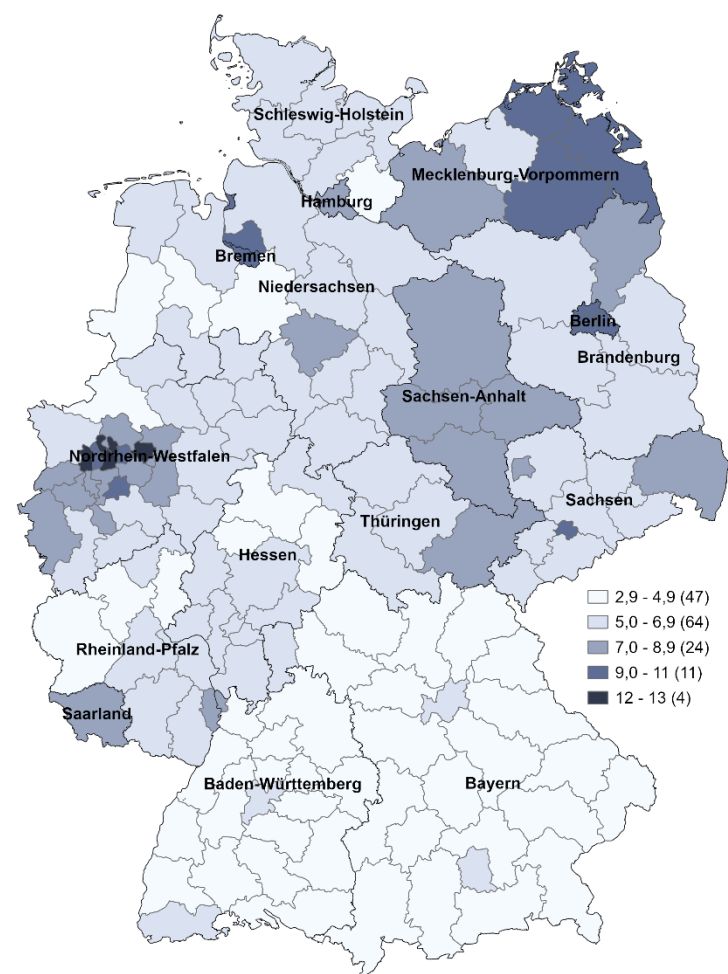 Schleswig-Holstein
Mecklenburg-Vorpommern
Hamburg
Bremen
Niedersachsen
Berlin
Brandenburg
Sachsen-Anhalt
Nordrhein-Westfalen
Sachsen
Thüringen
Hessen
2,9 - 4,9 (47)
5,0 - 6,9 (64)
7,0 - 8,9 (24)
9,0 - 11 (11)
12 - 13 (4)
Rheinland-Pfalz
Saarland
Baden-Württemberg
Bayern